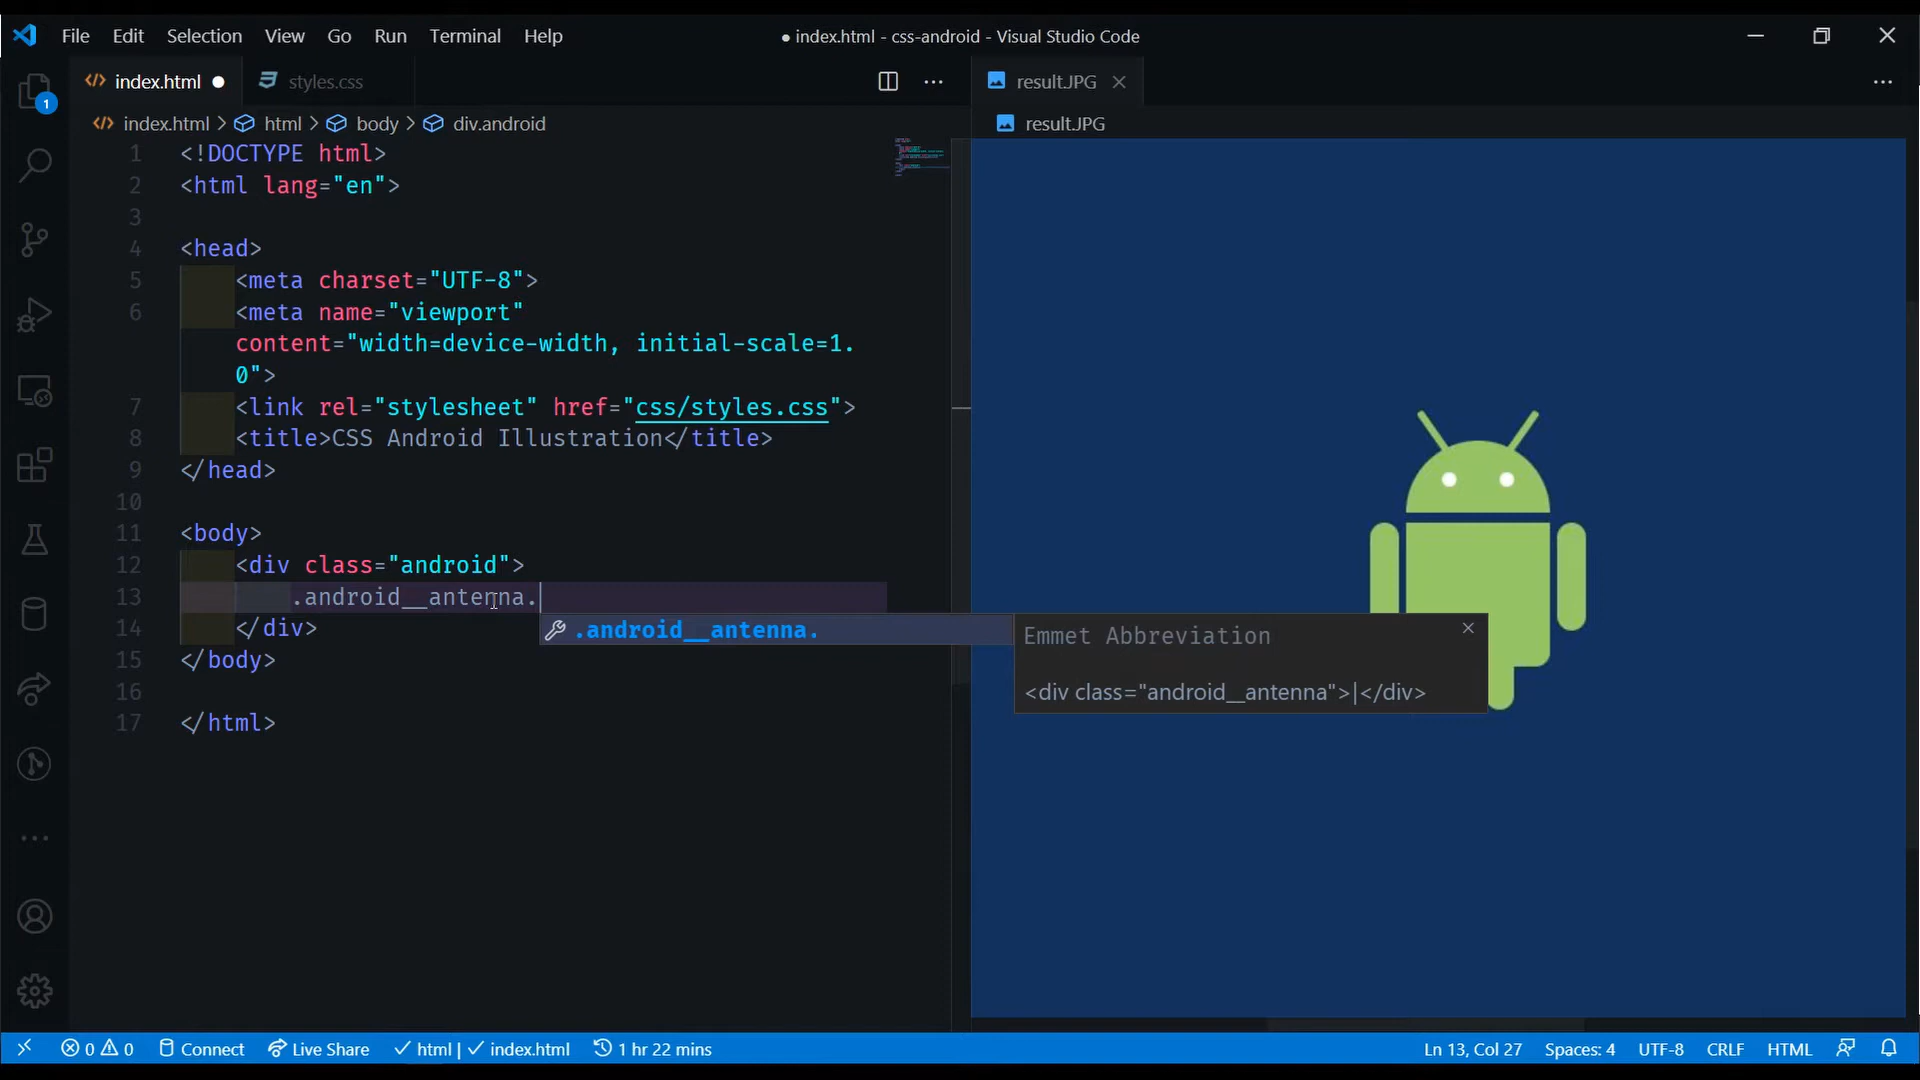 File Edit Selection View Go Run Terminal Help
● index.html - css-android - Visual Studio Code
index.html ●
styles.css
result.JPG
index.html > html > body > div.android
result.JPG
1
1 <!DOCTYPE html>
2 <html lang="en">
3
4 <head>
5 <meta charset="UTF-8">
6 <meta name="viewport"
content="width=device-width, initial-scale=1.
0">
7 <link rel="stylesheet" href="css/styles.css">
8 <title>CSS Android Illustration</title>
9 </head>
10
11 <body>
12 <div class="android">
13 .android__antenna.
14 </div>
.android__antenna.
Emmet Abbreviation
<div class="android__antenna">|</div>
15 </body>
16
17 </html>
0 0 Connect Live Share html | index.html 1 hr 22 mins
Ln 13, Col 27 Spaces: 4 UTF-8 CRLF HTML